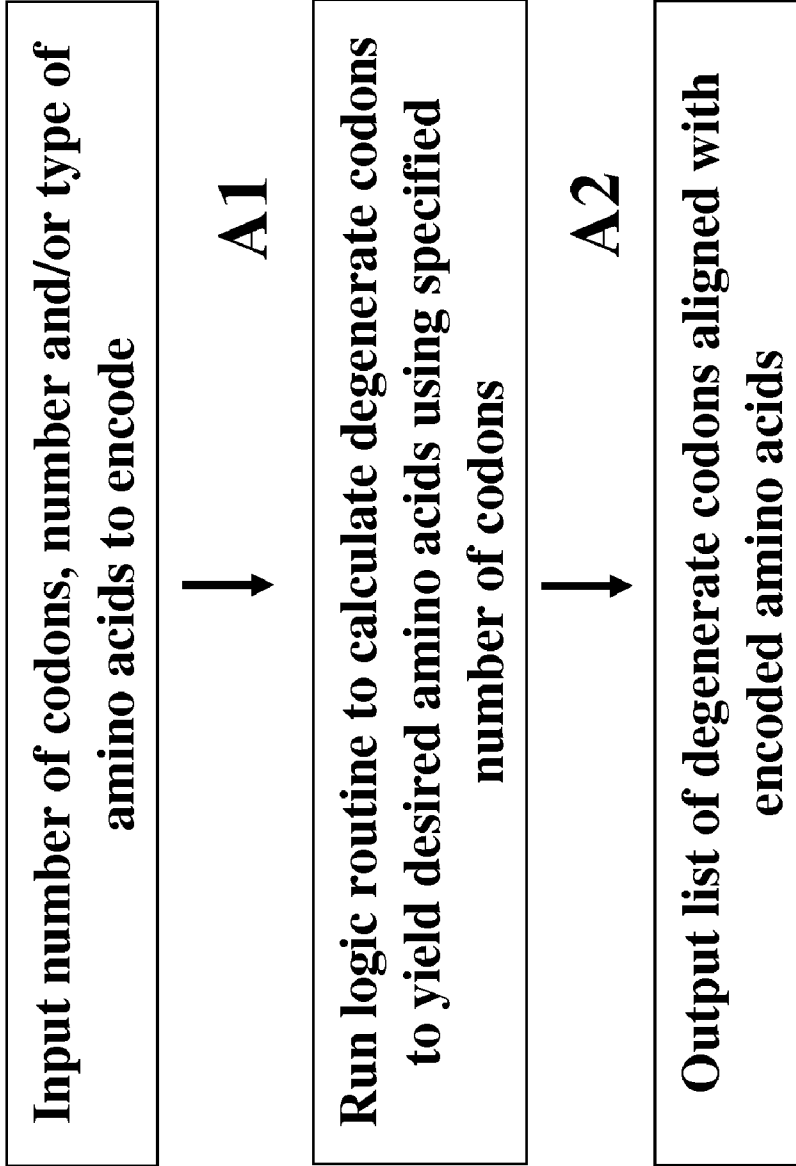 Input number of codons, number and/or type of
amino acids to encode
A1
Run logic routine to calculate degenerate codons
to yield desired amino acids using specified
number of codons
A2
Output list of degenerate codons aligned with
encoded amino acids